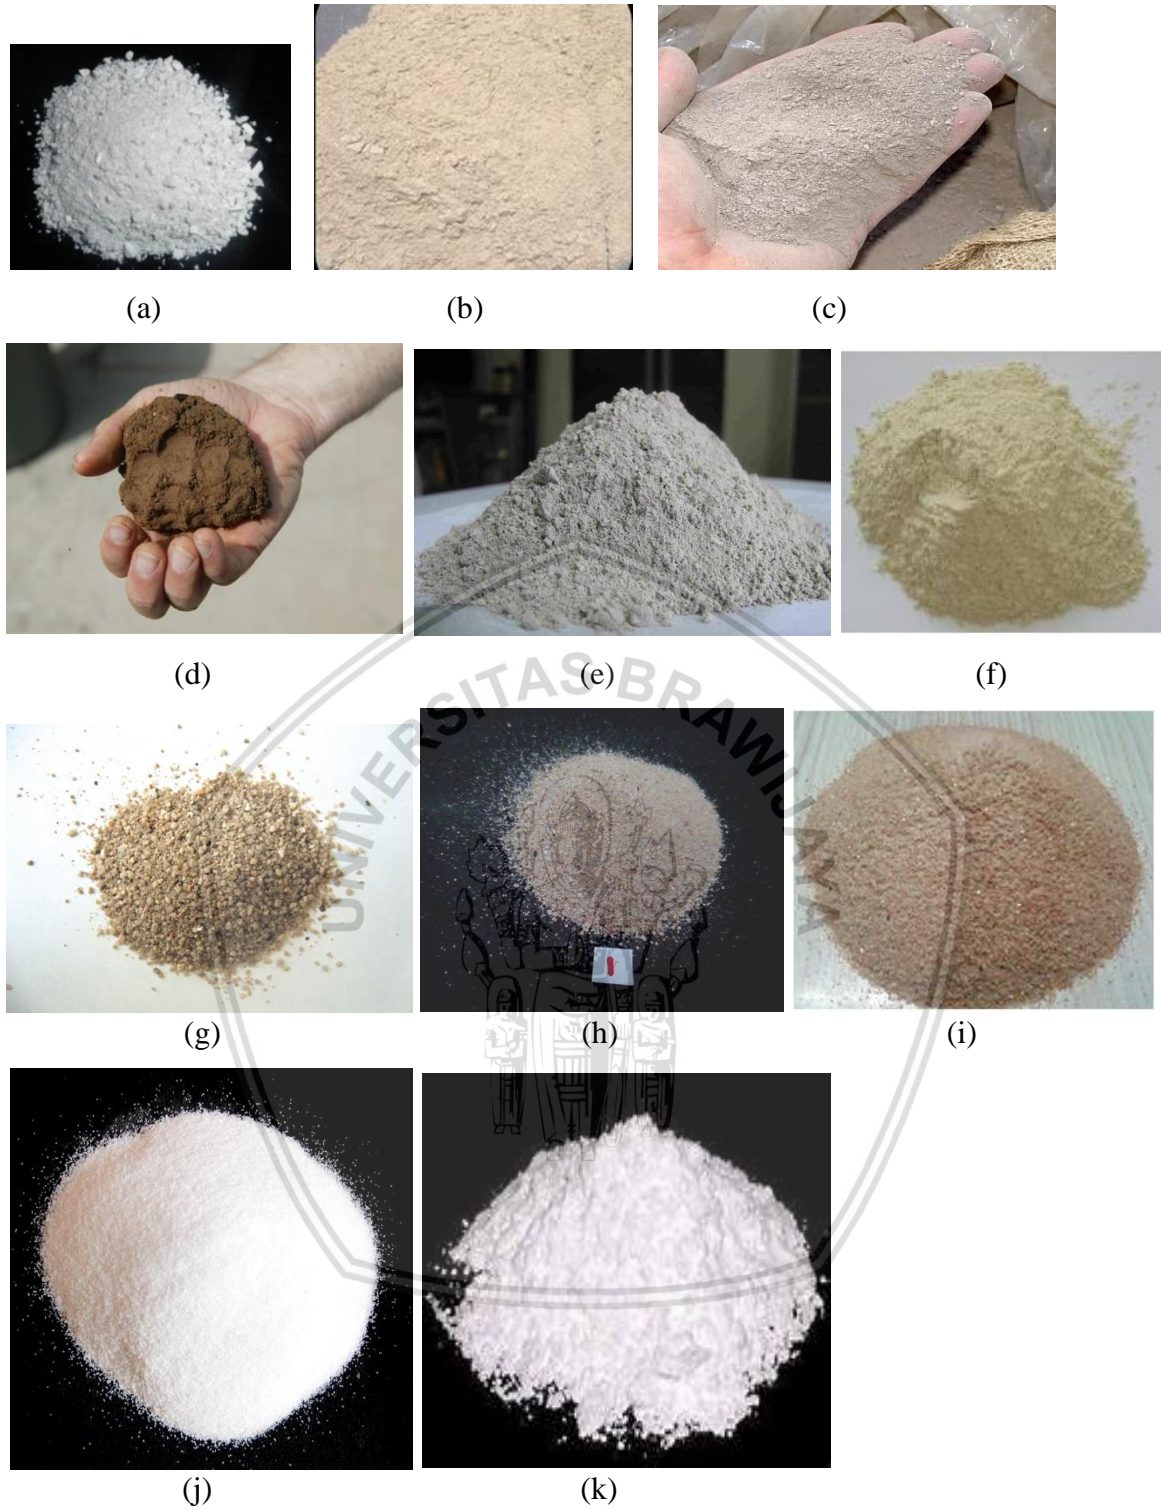 (a) (b) (c)
(d) (e) (f)
UNIVERSITAS BRAWIJAYA
(g) (h) (i)
(j) (k)